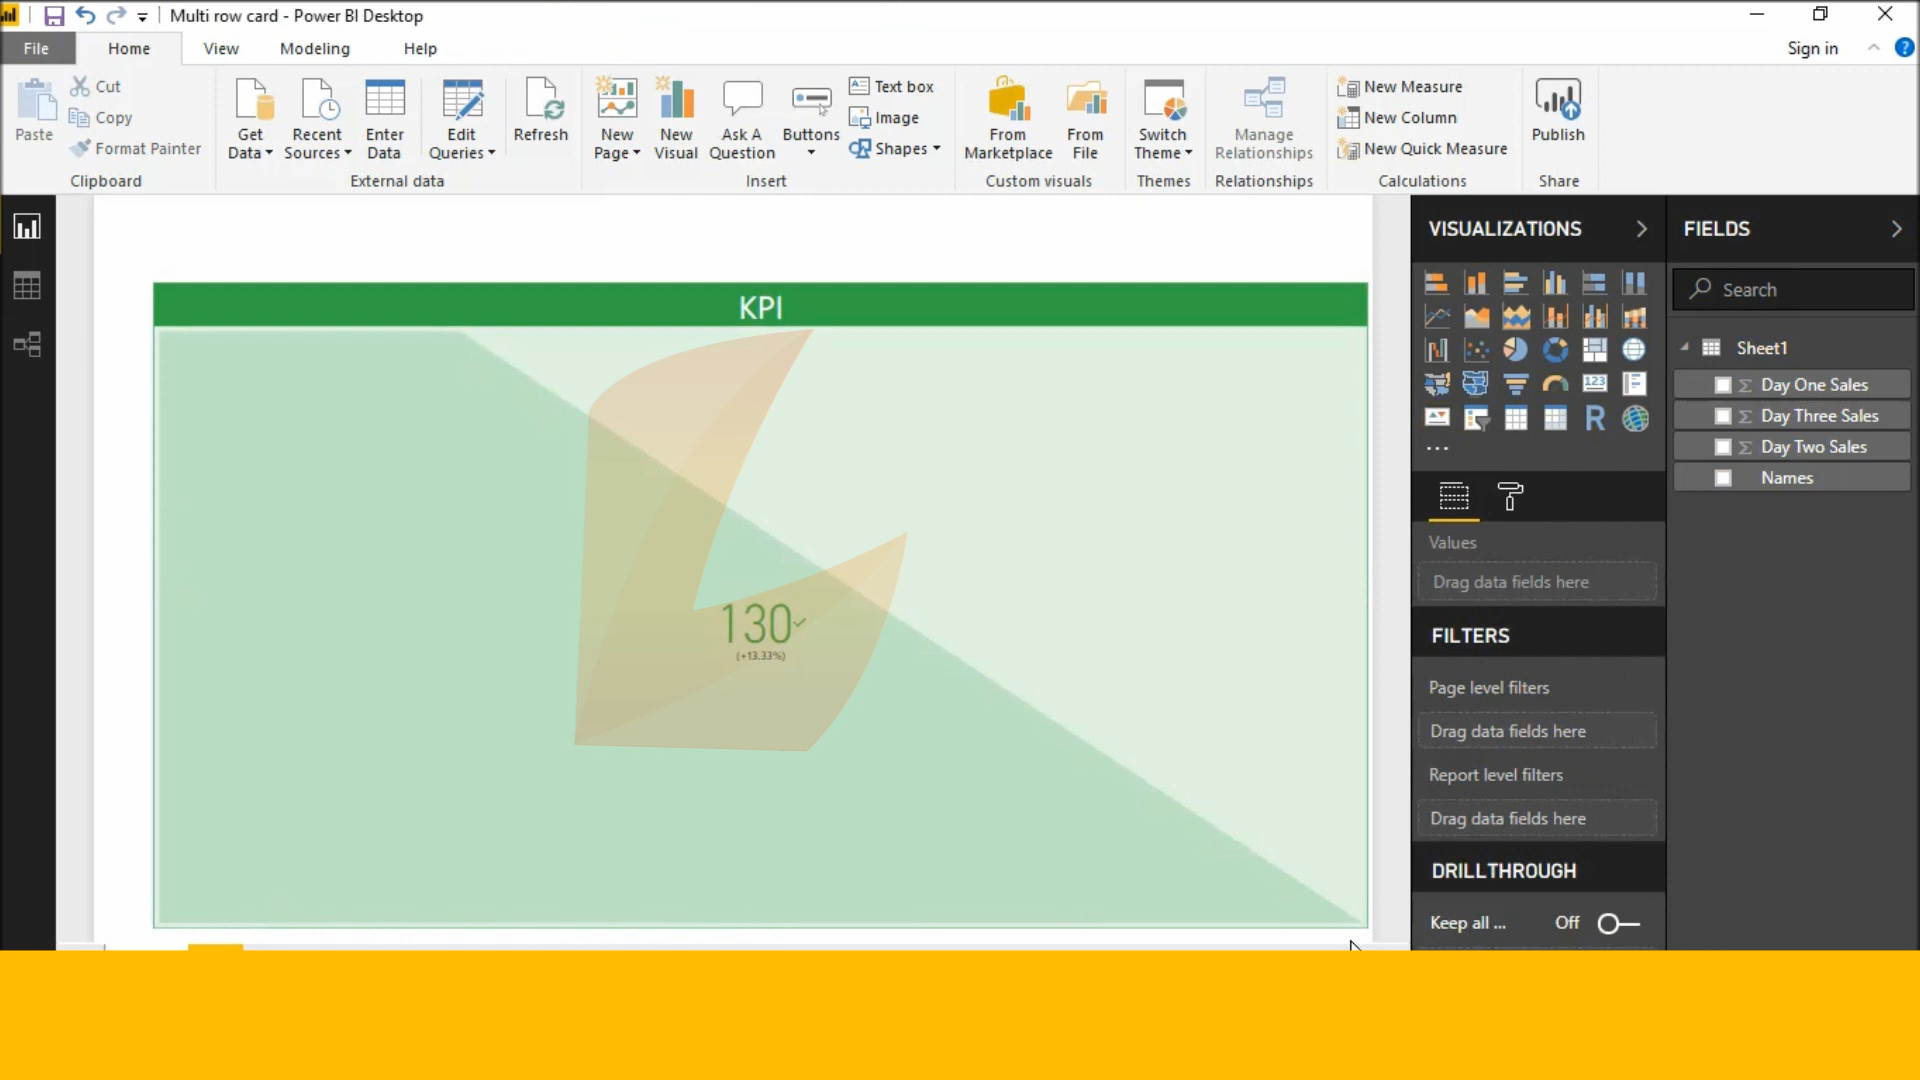 Multi row card - Power BI Desktop
File Home View Modeling Help Sign in
Paste
Cut
Copy
Format Painter
Clipboard
Get Data
Recent Sources
Enter Data
Edit Queries
Refresh
External data
New Page
New Visual
Ask A Question
Buttons
Text box
Image
Shapes
Insert
From Marketplace
From File
Custom visuals
Switch Theme
Themes
Manage Relationships
Relationships
New Measure
New Column
New Quick Measure
Calculations
Publish
Share
KPI
130
(+13.33%)
VISUALIZATIONS
123
R
Values
Drag data fields here
FILTERS
Page level filters
Drag data fields here
Report level filters
Drag data fields here
DRILLTHROUGH
Keep all ... Off
FIELDS
Search
Sheet1
Σ Day One Sales
Σ Day Three Sales
Σ Day Two Sales
Names